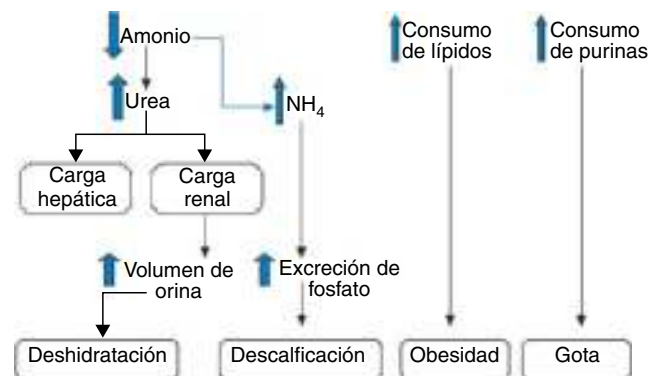 Amonio
Consumo
de lípidos
Consumo
de purinas
Urea
NH4
Carga
hepática
Carga
renal
Volumen de
orina
Excreción de
fosfato
Deshidratación
Descalficación
Obesidad
Gota